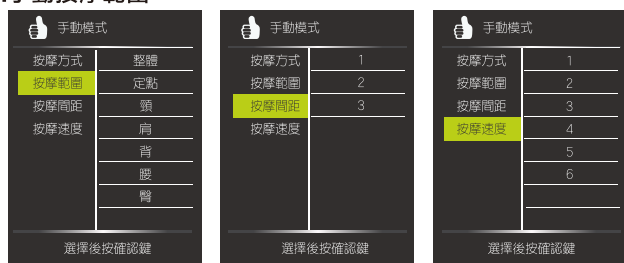 手動模式
按摩方式 整體
按摩範圍 定點
按摩間距 頸
按摩速度 肩
背
腰
臀
選擇後按確認鍵
手動模式
按摩方式 1
按摩範圍 2
按摩間距 3
按摩速度
選擇後按確認鍵
手動模式
按摩方式 1
按摩範圍 2
按摩間距 3
按摩速度 4
5
6
選擇後按確認鍵